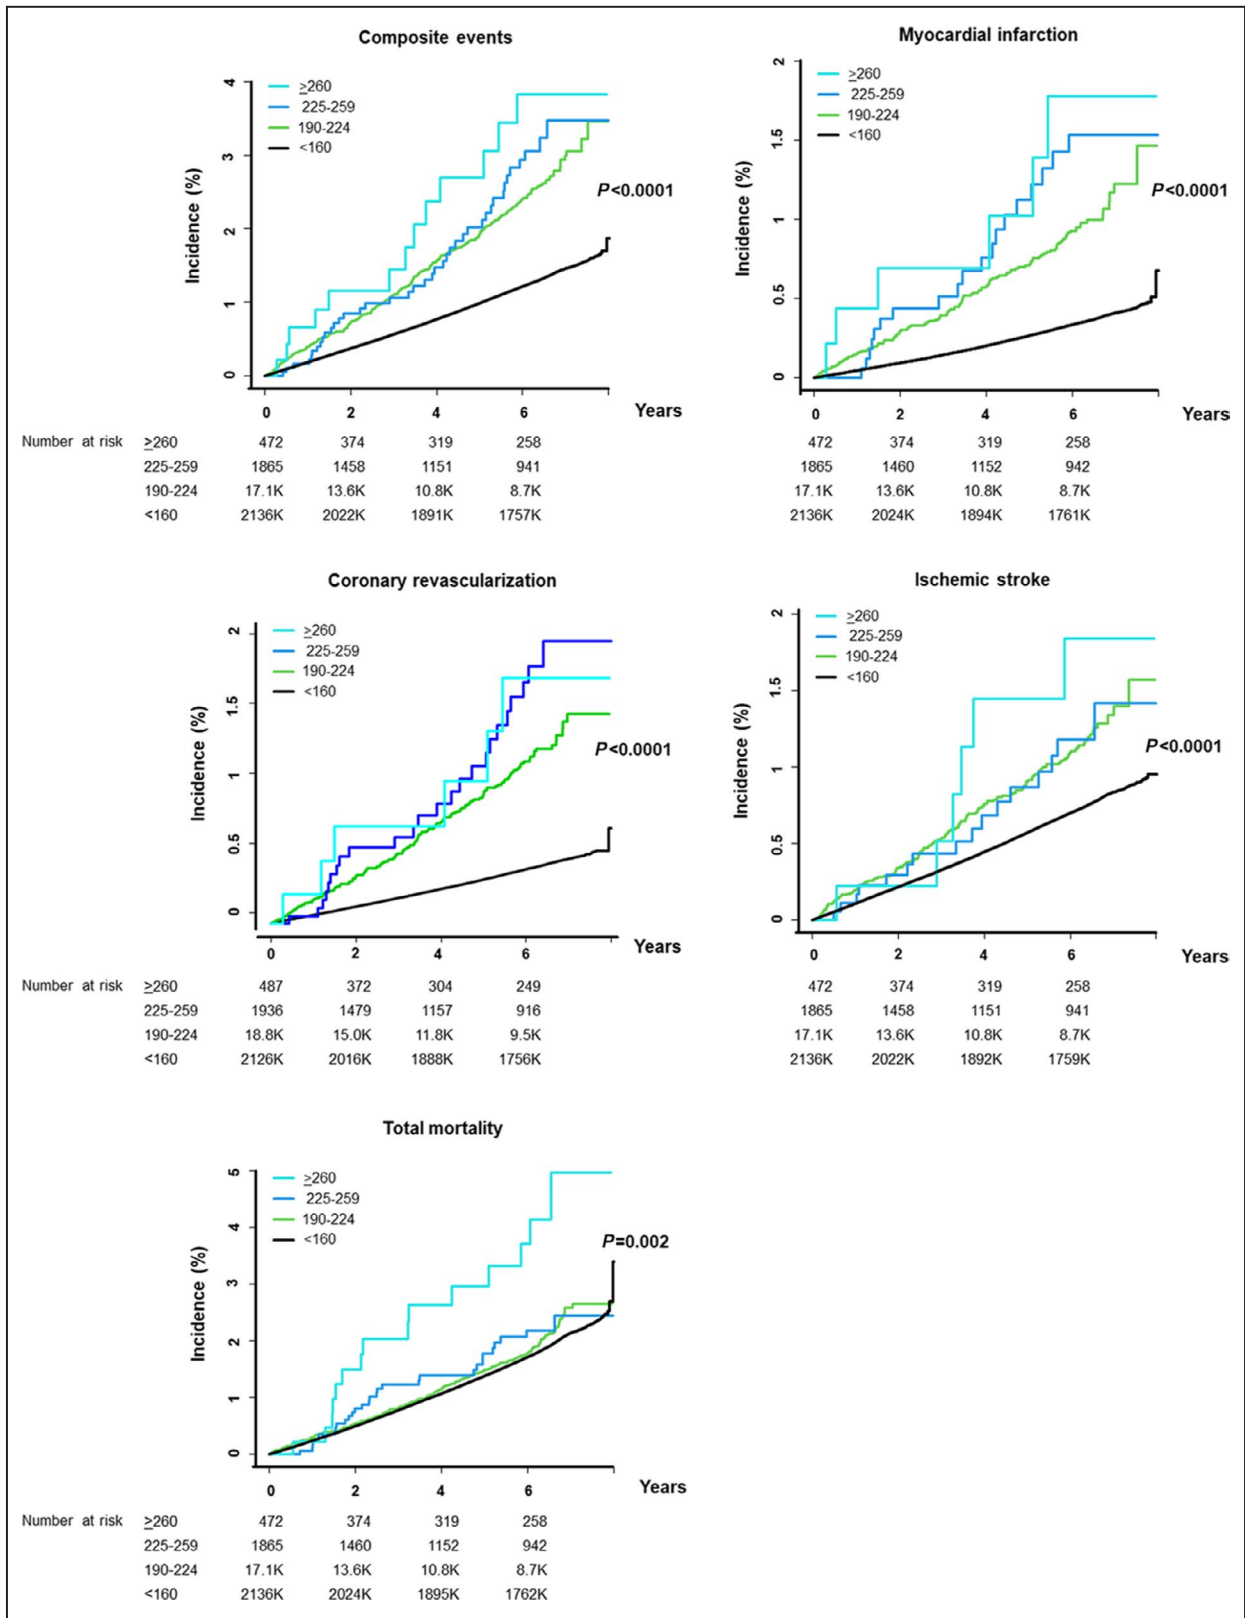 Composite events
4
3
2
1
0
Incidence (%)
≥260
225-259
190-224
<160
P<0.0001
0 2 4 6 Years
Number at risk ≥260 472 374 319 258
225-259 1865 1458 1151 941
190-224 17.1K 13.6K 10.8K 8.7K
<160 2136K 2022K 1891K 1757K
Myocardial infarction
2
1.5
1
0.5
0
Incidence (%)
≥260
225-259
190-224
<160
P<0.0001
0 2 4 6 Years
472 374 319 258
1865 1460 1152 942
17.1K 13.6K 10.8K 8.7K
2136K 2024K 1894K 1761K
Coronary revascularization
2
1.5
1
0.5
0
Incidence (%)
≥260
225-259
190-224
<160
P<0.0001
0 2 4 6 Years
Number at risk ≥260 487 372 304 249
225-259 1936 1479 1157 916
190-224 18.8K 15.0K 11.8K 9.5K
<160 2126K 2016K 1888K 1756K
Ischemic stroke
2
1.5
1
0.5
0
Incidence (%)
≥260
225-259
190-224
<160
P<0.0001
0 2 4 6 Years
472 374 319 258
1865 1458 1151 941
17.1K 13.6K 10.8K 8.7K
2136K 2022K 1892K 1759K
Total mortality
5
4
3
2
1
0
Incidence (%)
≥260
225-259
190-224
<160
P=0.002
0 2 4 6 Years
Number at risk ≥260 472 374 319 258
225-259 1865 1460 1152 942
190-224 17.1K 13.6K 10.8K 8.7K
<160 2136K 2024K 1895K 1762K